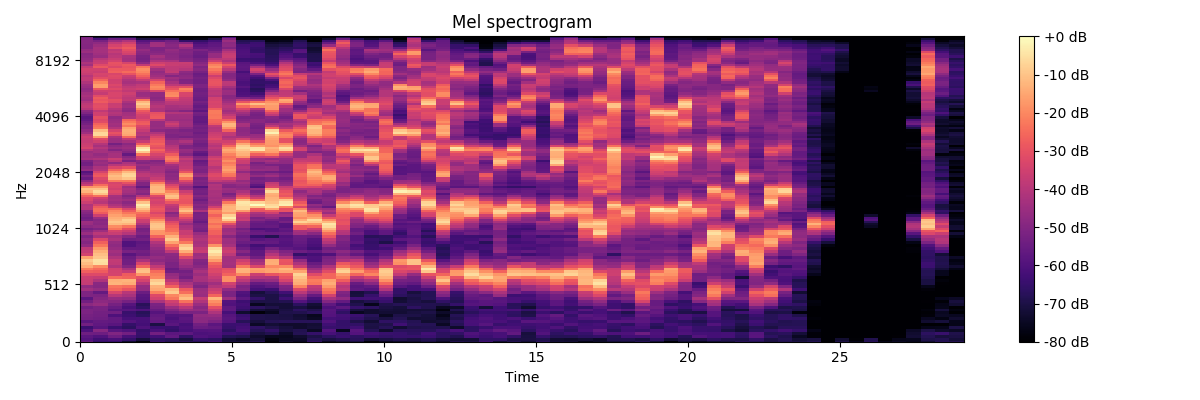 Mel spectrogram
8192
4096
2048
1024
512
0
Hz
0 5 10 15 20 25
Time
+0 dB
-10 dB
-20 dB
-30 dB
-40 dB
-50 dB
-60 dB
-70 dB
-80 dB